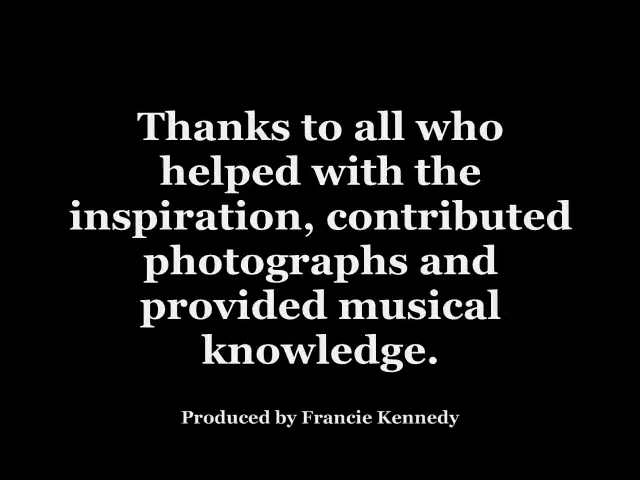 Thanks to all who
helped with the
inspiration, contributed
photographs and
provided musical
knowledge.
Produced by Francie Kennedy